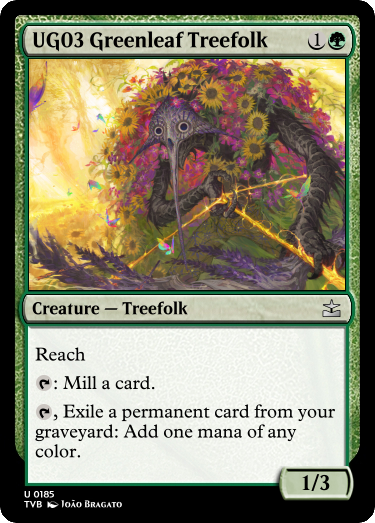 UG03 Greenleaf Treefolk 1
Creature — Treefolk
Reach
: Mill a card.
, Exile a permanent card from your
graveyard: Add one mana of any
color.
1/3
U 0185
TVB João Bragato